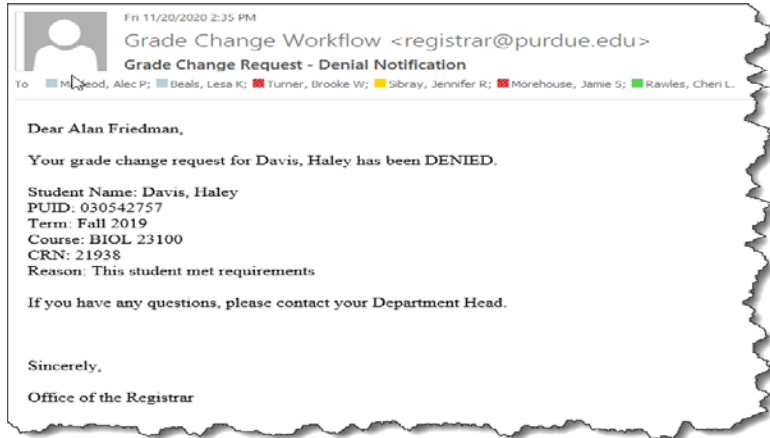 Fri 11/20/2020 2:35 PM
Grade Change Workflow <registrar@purdue.edu>
Grade Change Request - Denial Notification
To Alec P; Beals, Lesa K; Turner, Brooke W; Sibray, Jennifer R; Morehouse, Jamie S; Rawles, Cheri L.
Dear Alan Friedman,
Your grade change request for Davis, Haley has been DENIED.
Student Name: Davis, Haley
PUID: 030542757
Term: Fall 2019
Course: BIOL 23100
CRN: 21938
Reason: This student met requirements
If you have any questions, please contact your Department Head.
Sincerely,
Office of the Registrar